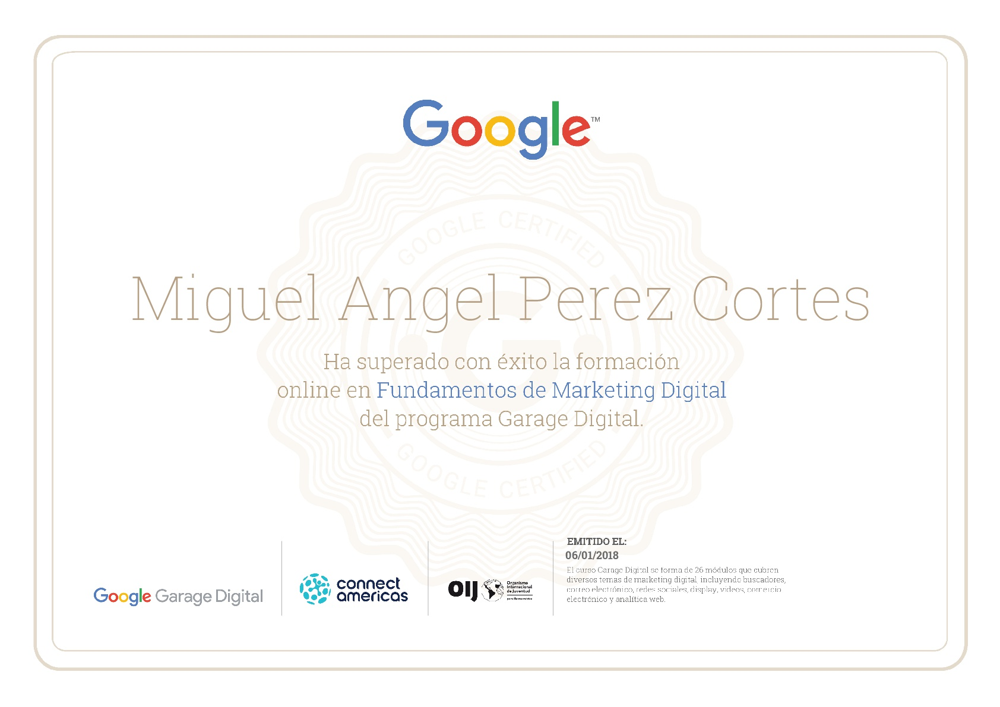 Google™
GOOGLE CERTIFIED
Miguel Angel Perez Cortes
Ha superado con éxito la formación
online en Fundamentos de Marketing Digital
del programa Garage Digital.
GOOGLE CERTIFIED
Google Garage Digital
connect
americas
OIJ
Organismo
Internacional
de Juventud
para Iberoamérica
EMITIDO EL:
06/01/2018
El curso Garage Digital se forma de 26 módulos que cubren
diversos temas de marketing digital, incluyendo buscadores,
correo electrónico, redes sociales, display, videos, comercio
electrónico y analítica web.